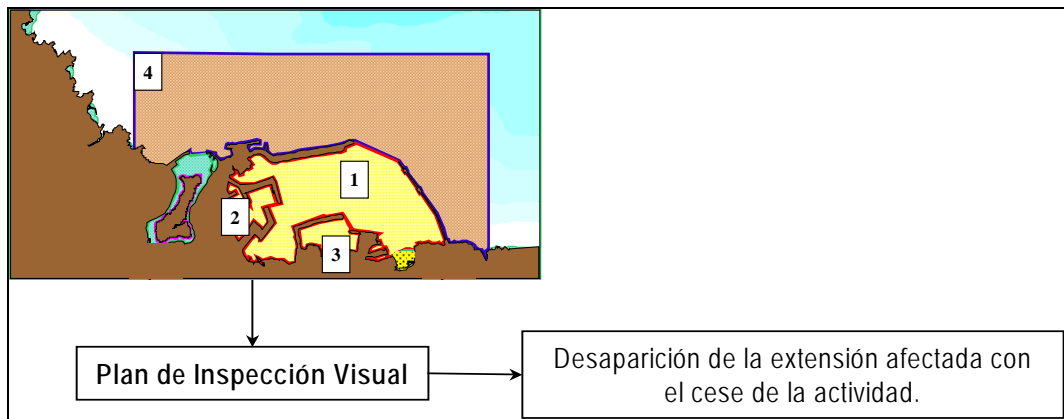 4
1
2
3
Plan de Inspección Visual
Desaparición de la extensión afectada con
el cese de la actividad.